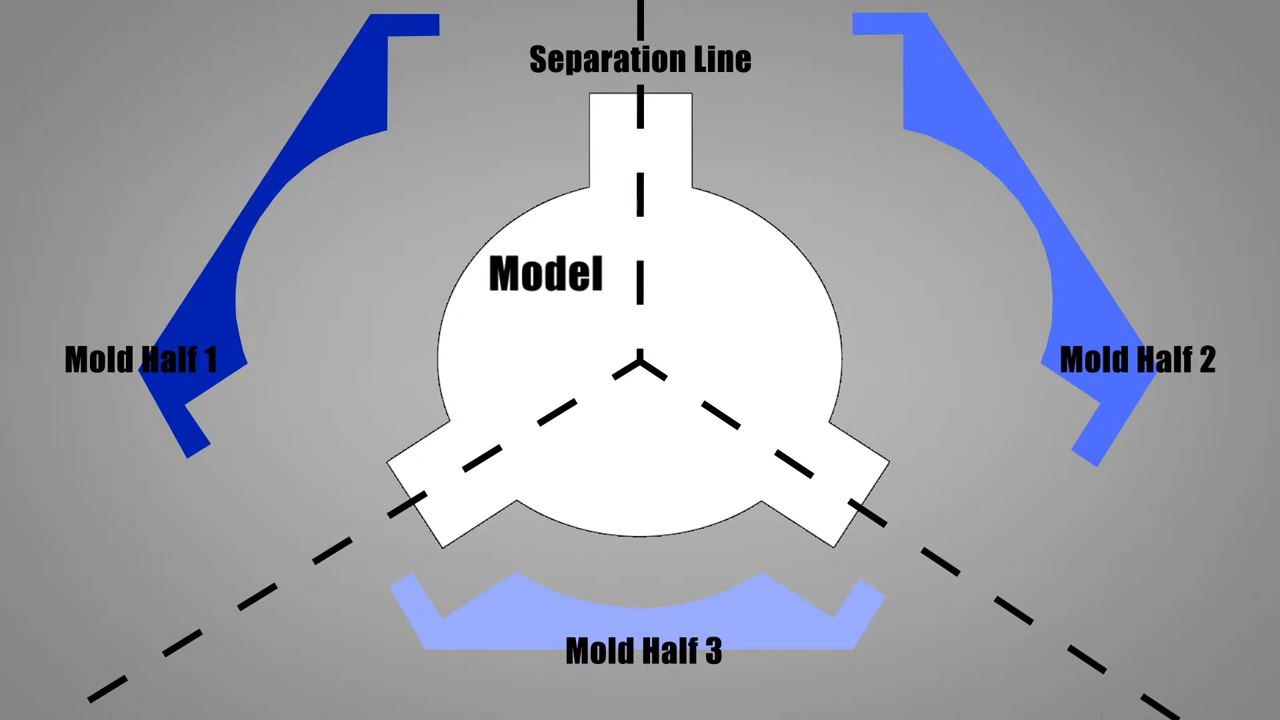 Separation Line
Model
Mold Half 1
Mold Half 2
Mold Half 3